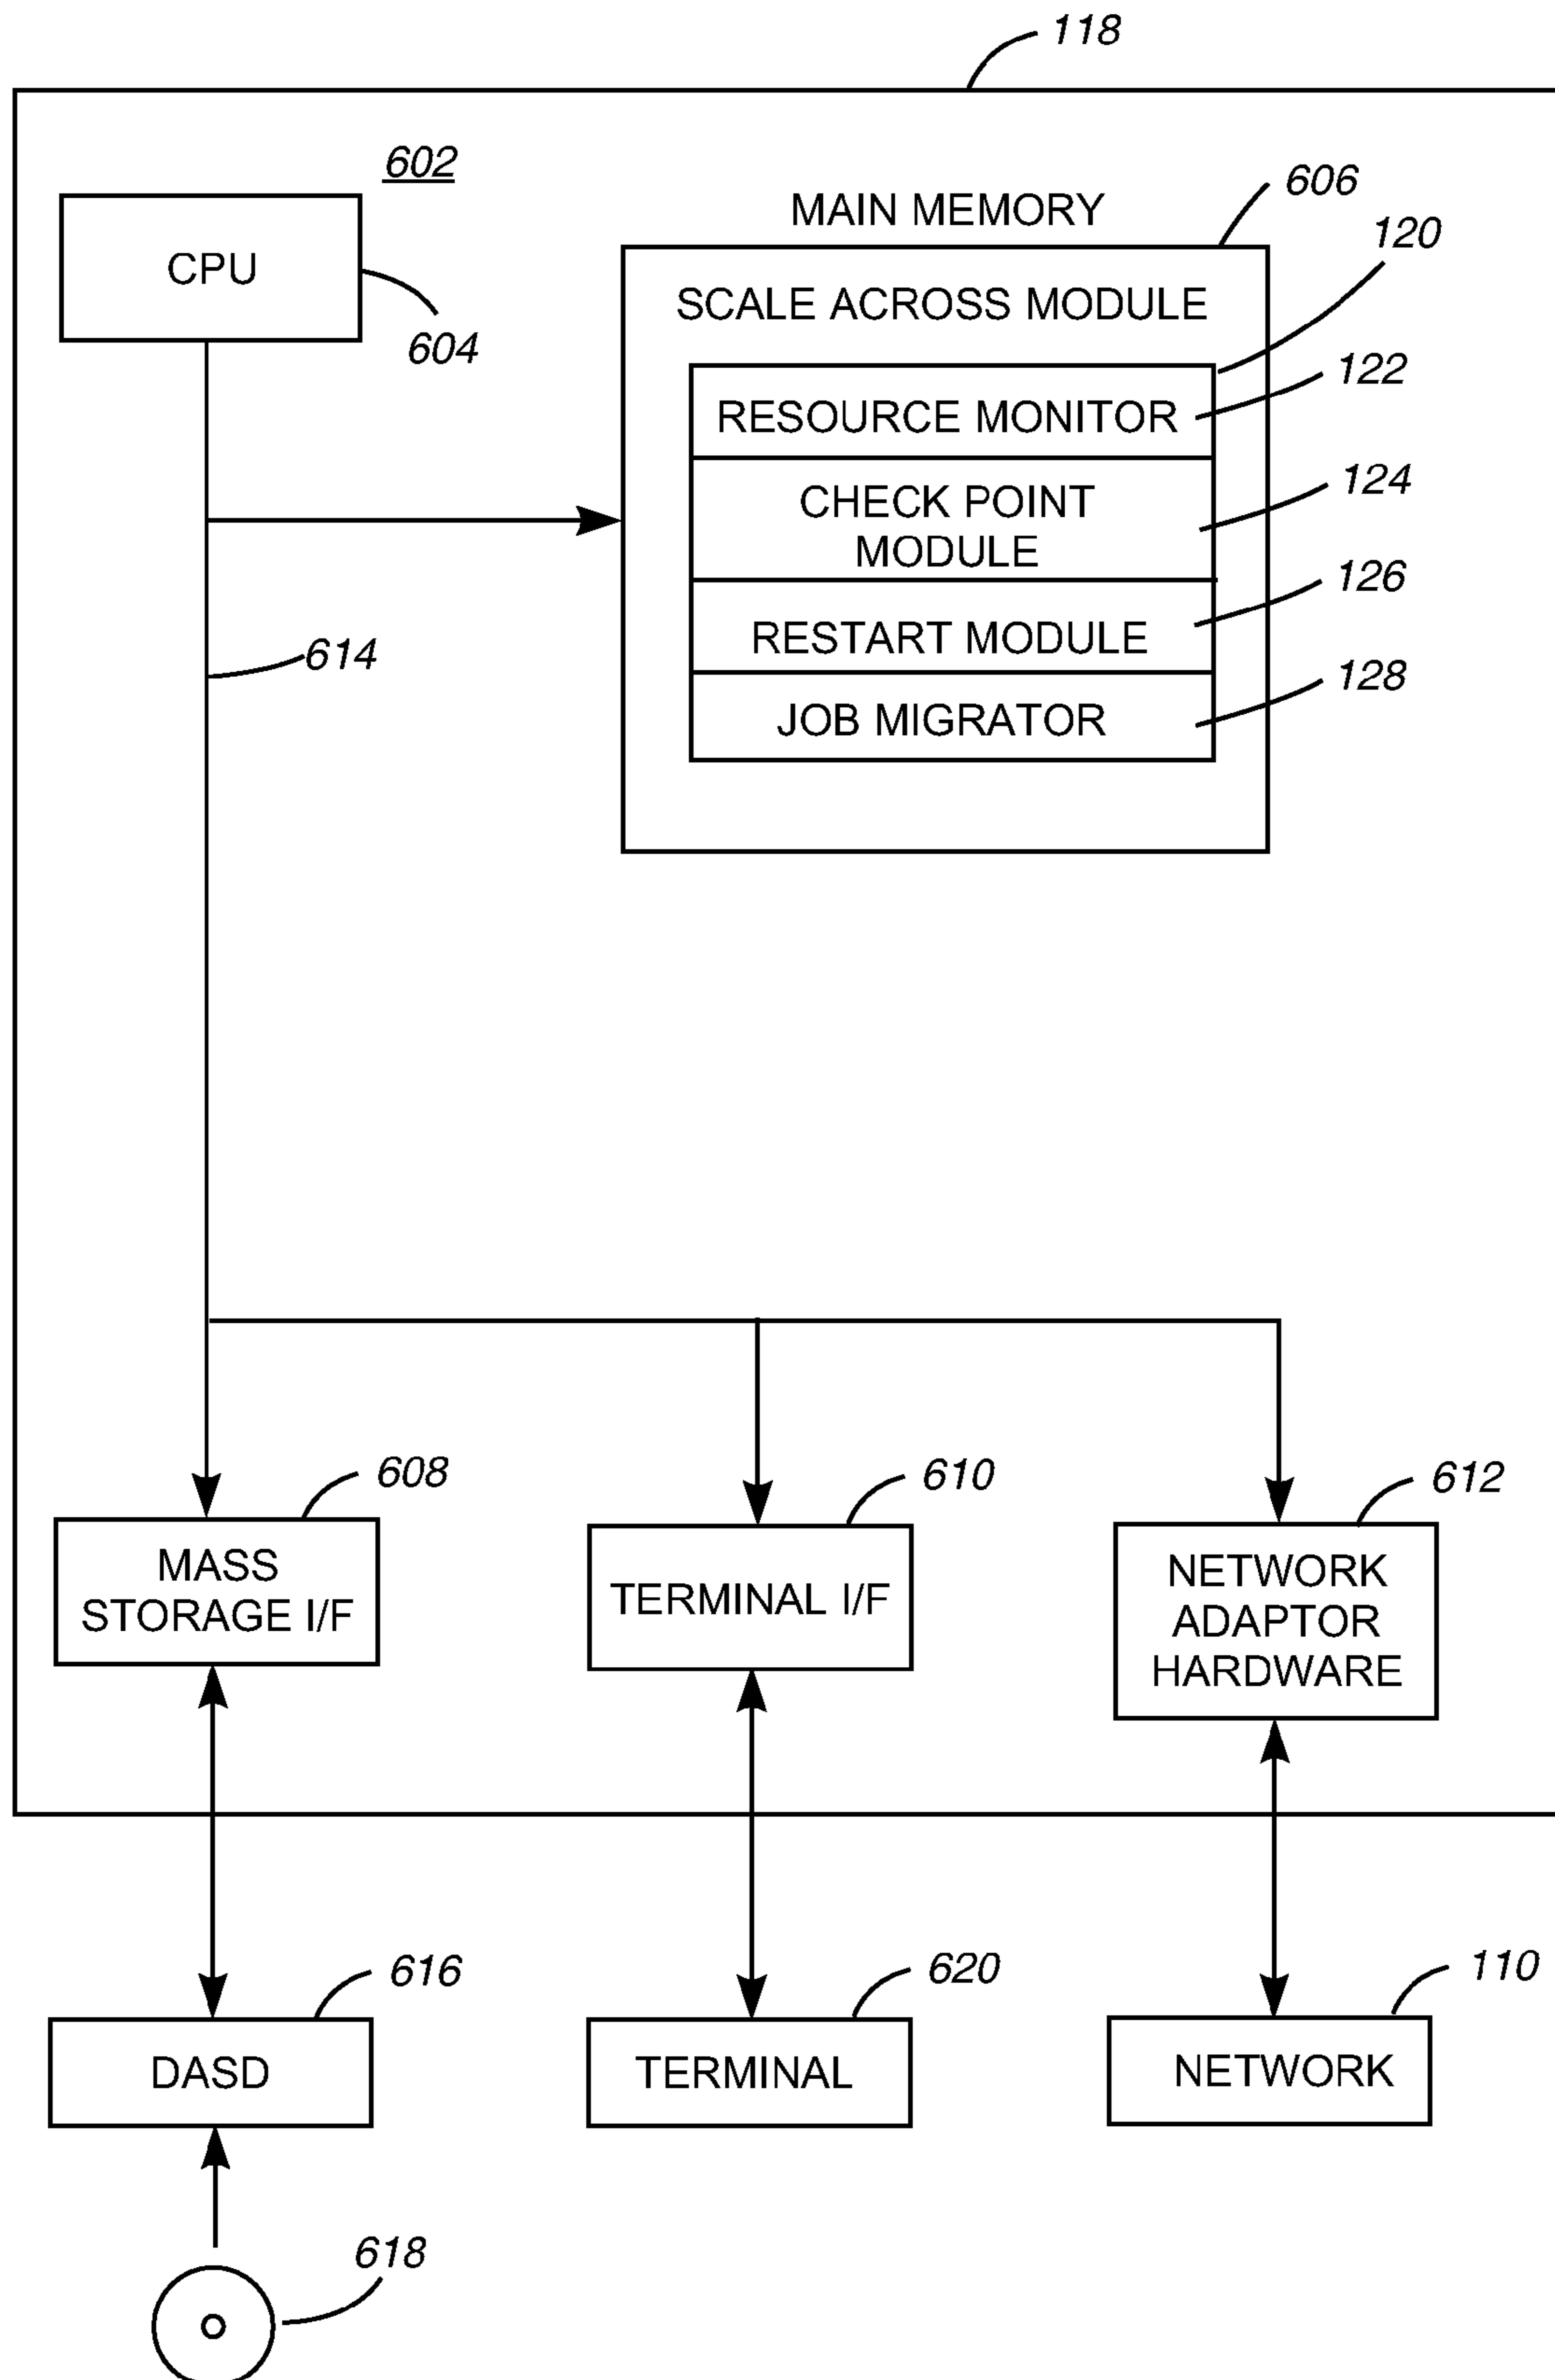 118
602
CPU
604
MAIN MEMORY
606
120
SCALE ACROSS MODULE
RESOURCE MONITOR
122
CHECK POINT
MODULE
124
RESTART MODULE
126
JOB MIGRATOR
128
614
608
MASS
STORAGE I/F
610
TERMINAL I/F
612
NETWORK
ADAPTOR
HARDWARE
616
DASD
620
TERMINAL
110
NETWORK
618